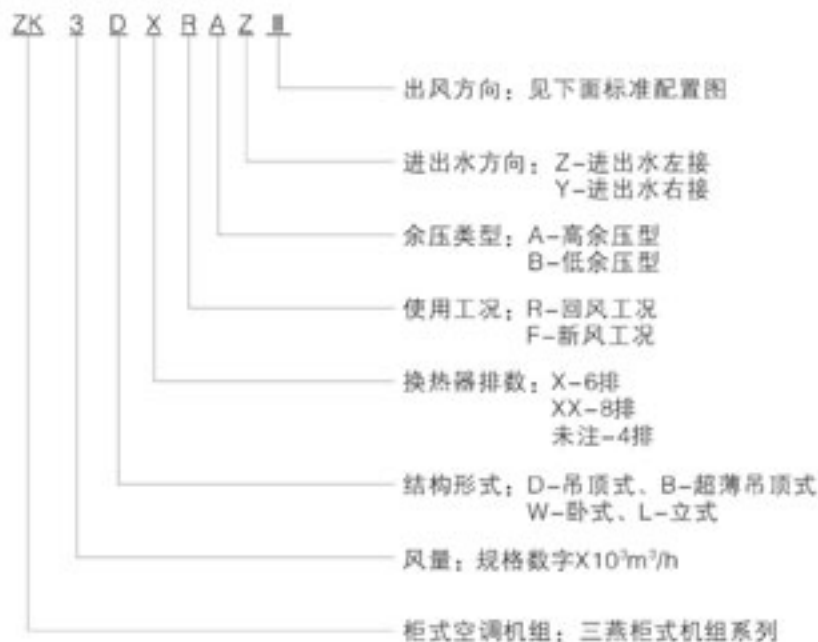 ZK 3 D X R A Z Ⅲ
出风方向：见下面标准配置图
进出水方向：Z-进出水左接
Y-进出水右接
余压类型：A-高余压型
B-低余压型
使用工况：R-回风工况
F-新风工况
换热器排数：X-6排
XX-8排
未注-4排
结构形式：D-吊顶式、B-超薄吊顶式
W-卧式、L-立式
风量：规格数字X10³m³/h
柜式空调机组：三燕柜式机组系列